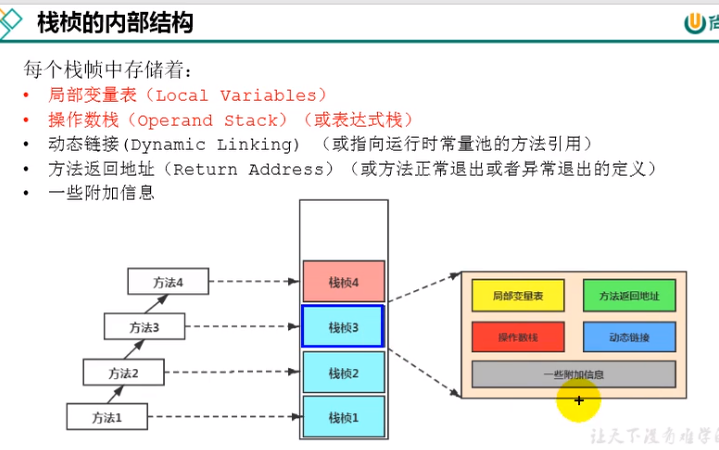 栈桢的内部结构
每个栈帧中存储着：
• 局部变量表（Local Variables）
• 操作数栈（Operand Stack）（或表达式栈）
• 动态链接(Dynamic Linking) （或指向运行时常量池的方法引用）
• 方法返回地址（Return Address）（或方法正常退出或者异常退出的定义）
• 一些附加信息
方法4
栈桢4
方法3
栈桢3
方法2
栈桢2
方法1
栈桢1
局部变量表
方法返回地址
操作数栈
动态链接
一些附加信息
让天下没有难学